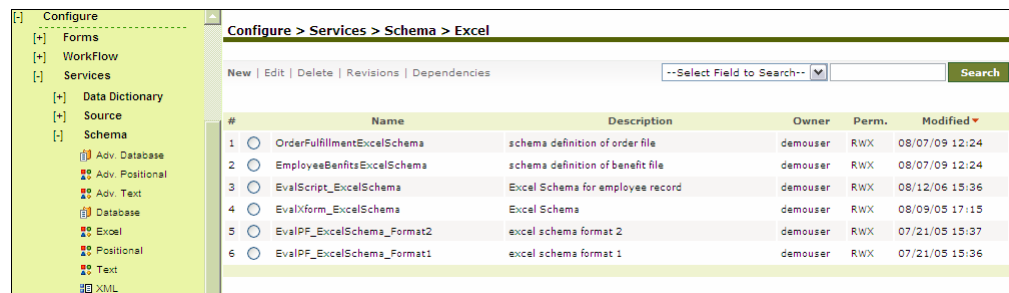 [-] Configure
[+] Forms
[+] WorkFlow
[-] Services
[+] Data Dictionary
[+] Source
[-] Schema
Adv. Database
Adv. Positional
Adv. Text
Database
Excel
Positional
Text
XML
Configure > Services > Schema > Excel
New | Edit | Delete | Revisions | Dependencies --Select Field to Search-- Search
# Name Description Owner Perm. Modified
1 OrderFulfillmentExcelSchema schema definition of order file demouser RWX 08/07/09 12:24
2 EmployeeBenfitsExcelSchema schema definition of benefit file demouser RWX 08/07/09 12:24
3 EvalScript_ExcelSchema Excel Schema for employee record demouser RWX 08/12/06 15:36
4 EvalXform_ExcelSchema Excel Schema demouser RWX 08/09/05 17:15
5 EvalPF_ExcelSchema_Format2 excel schema format 2 demouser RWX 07/21/05 15:37
6 EvalPF_ExcelSchema_Format1 excel schema format 1 demouser RWX 07/21/05 15:36